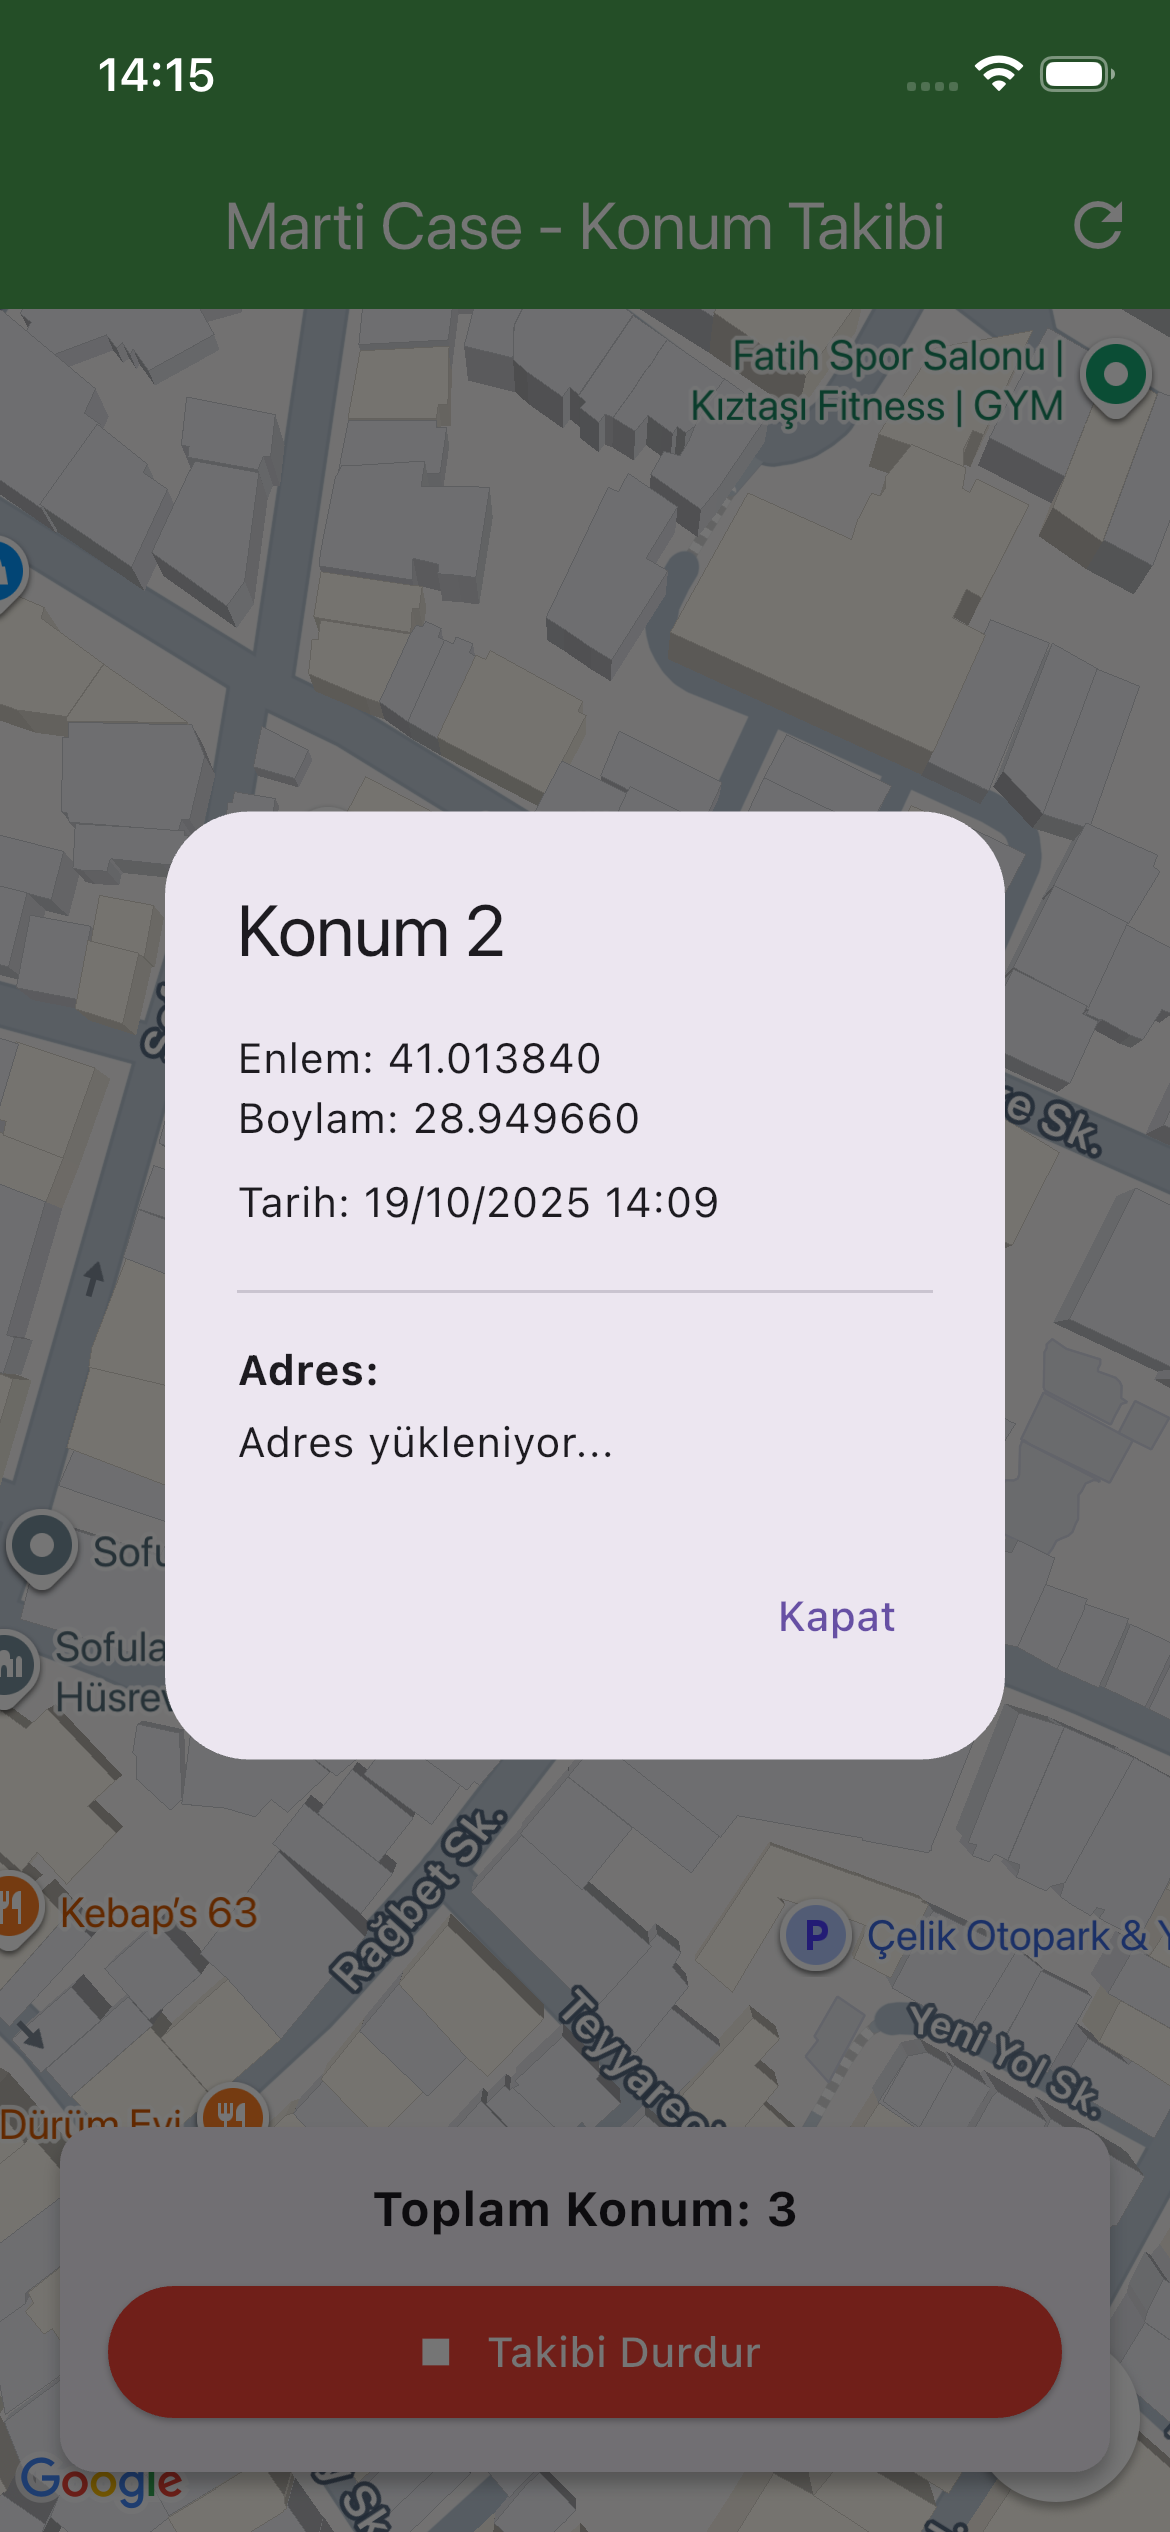 14:15
Marti Case - Konum Takibi
Fatih Spor Salonu |
Kıztaşı Fitness | GYM
Konum 2
Enlem: 41.013840
Boylam: 28.949660
Tarih: 19/10/2025 14:09
Adres:
Adres yükleniyor...
Kapat
Sk.
Sofu
Sofula
Hüsrev
Kebap's 63
Rağbet Sk.
P
Çelik Otopark &
Teyyarec
Yeni Yol Sk.
Dürüm Evi
Toplam Konum: 3
Takibi Durdur
Google
Sk